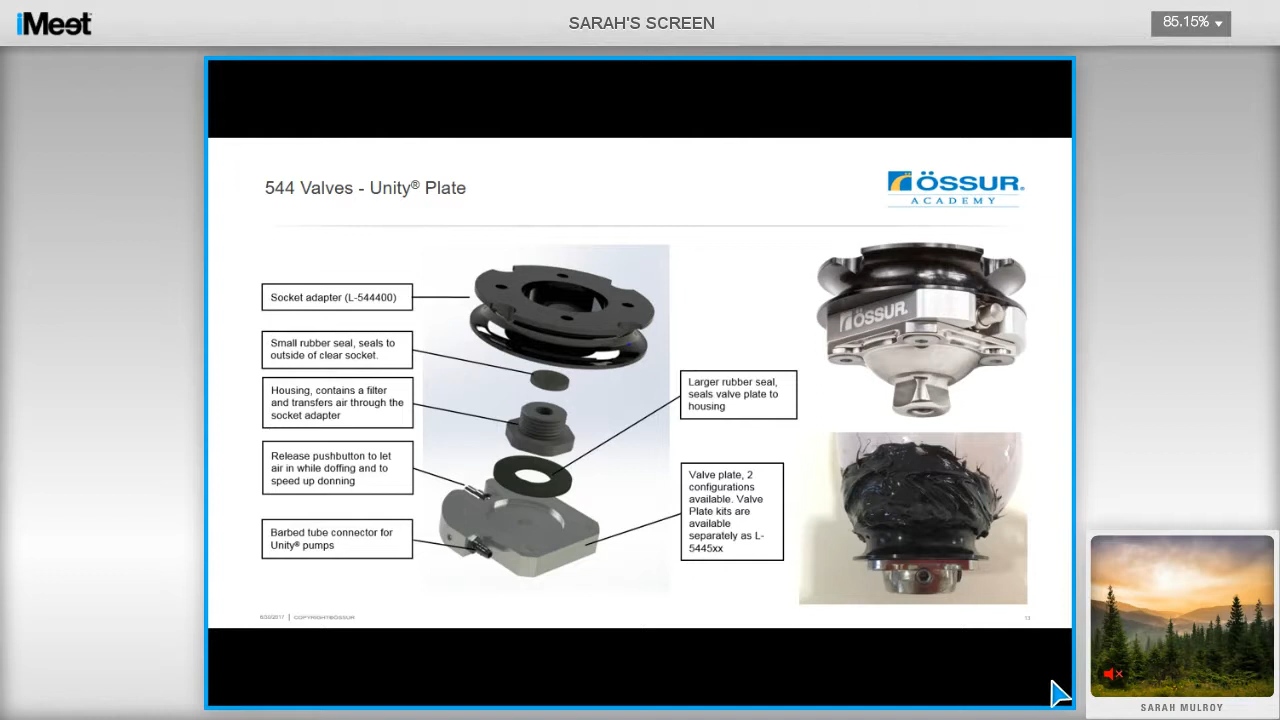 iMeet
SARAH'S SCREEN
85.15%
544 Valves - Unity® Plate
ÖSSUR®
ACADEMY
Socket adapter (L-544400)
Small rubber seal, seals to
outside of clear socket.
Housing, contains a filter
and transfers air through the
socket adapter
Release pushbutton to let
air in while doffing and to
speed up donning
Barbed tube connector for
Unity® pumps
Larger rubber seal,
seals valve plate to
housing
Valve plate, 2
configurations
available. Valve
Plate kits are
available
separately as L-
5445xx
ÖSSUR.
COPYRIGHT©ÖSSUR
13
SARAH MULROY